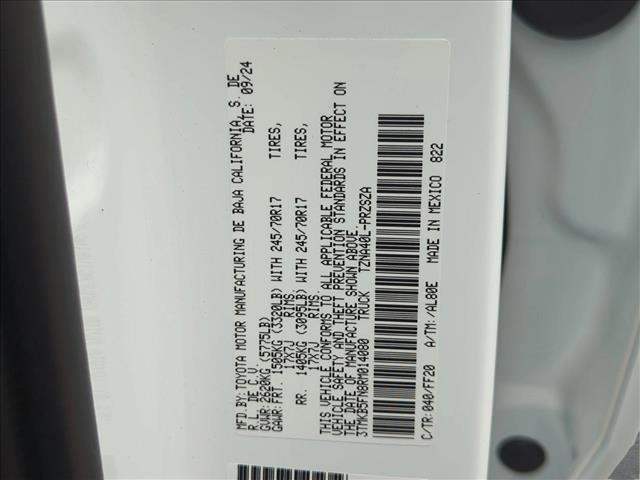 MFD.BY: TOYOTA MOTOR MANUFACTURING DE BAJA CALIFORNIA, S. DE
R.L. DE C.V. DATE: 09/24
GVWR: 2620KG (5775LB)
GAWR: FRT. 1505KG (3320LB) WITH 245/70R17 TIRES,
17X7J RIMS,
RR. 1405KG (3095LB) WITH 245/70R17 TIRES,
17X7J RIMS.
THIS VEHICLE CONFORMS TO ALL APPLICABLE FEDERAL MOTOR
VEHICLE SAFETY AND THEFT PREVENTION STANDARDS IN EFFECT ON
THE DATE OF MANUFACTURE SHOWN ABOVE.
3TMKB5FN8RM014080 TRUCK TZNA40L-PRZSZA
C/TR: 040/FF20 A/TM: /AL80E MADE IN MEXICO 822